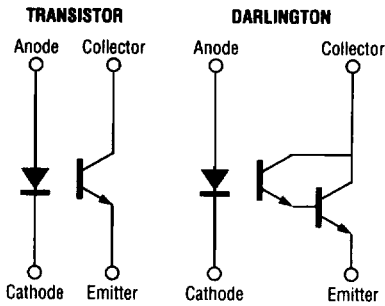 TRANSISTOR DARLINGTON
Anode Collector Anode Collector
Cathode Emitter Cathode Emitter